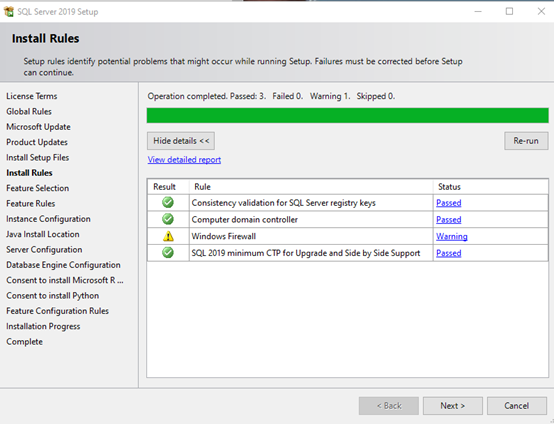 SQL Server 2019 Setup
Install Rules
Setup rules identify potential problems that might occur while running Setup. Failures must be corrected before Setup
can continue.
License Terms
Global Rules
Microsoft Update
Product Updates
Install Setup Files
Install Rules
Feature Selection
Feature Rules
Instance Configuration
Java Install Location
Server Configuration
Database Engine Configuration
Consent to install Microsoft R ...
Consent to install Python
Feature Configuration Rules
Installation Progress
Complete
Operation completed. Passed: 3. Failed 0. Warning 1. Skipped 0.
Hide details <<
Re-run
View detailed report
Result Rule Status
Consistency validation for SQL Server registry keys Passed
Computer domain controller Passed
Windows Firewall Warning
SQL 2019 minimum CTP for Upgrade and Side by Side Support Passed
< Back Next > Cancel